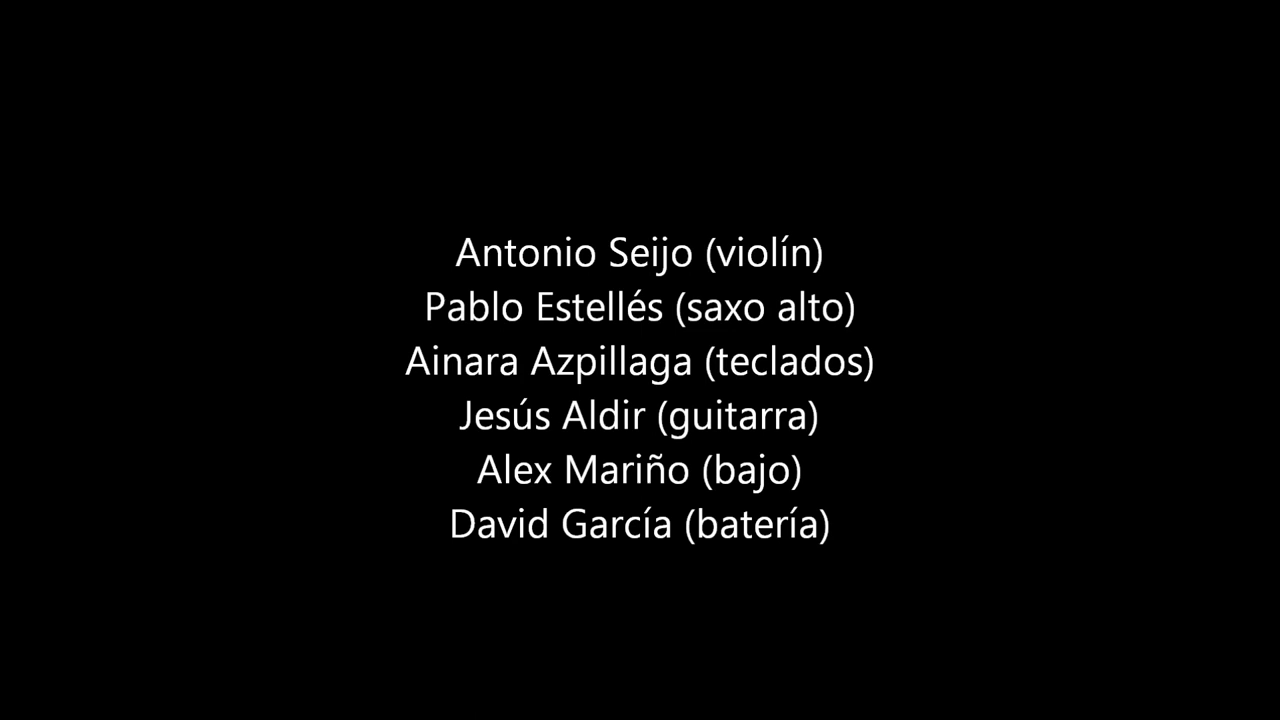 Antonio Seijo (violín)
Pablo Estellés (saxo alto)
Ainara Azpillaga (teclados)
Jesús Aldir (guitarra)
Alex Mariño (bajo)
David García (batería)